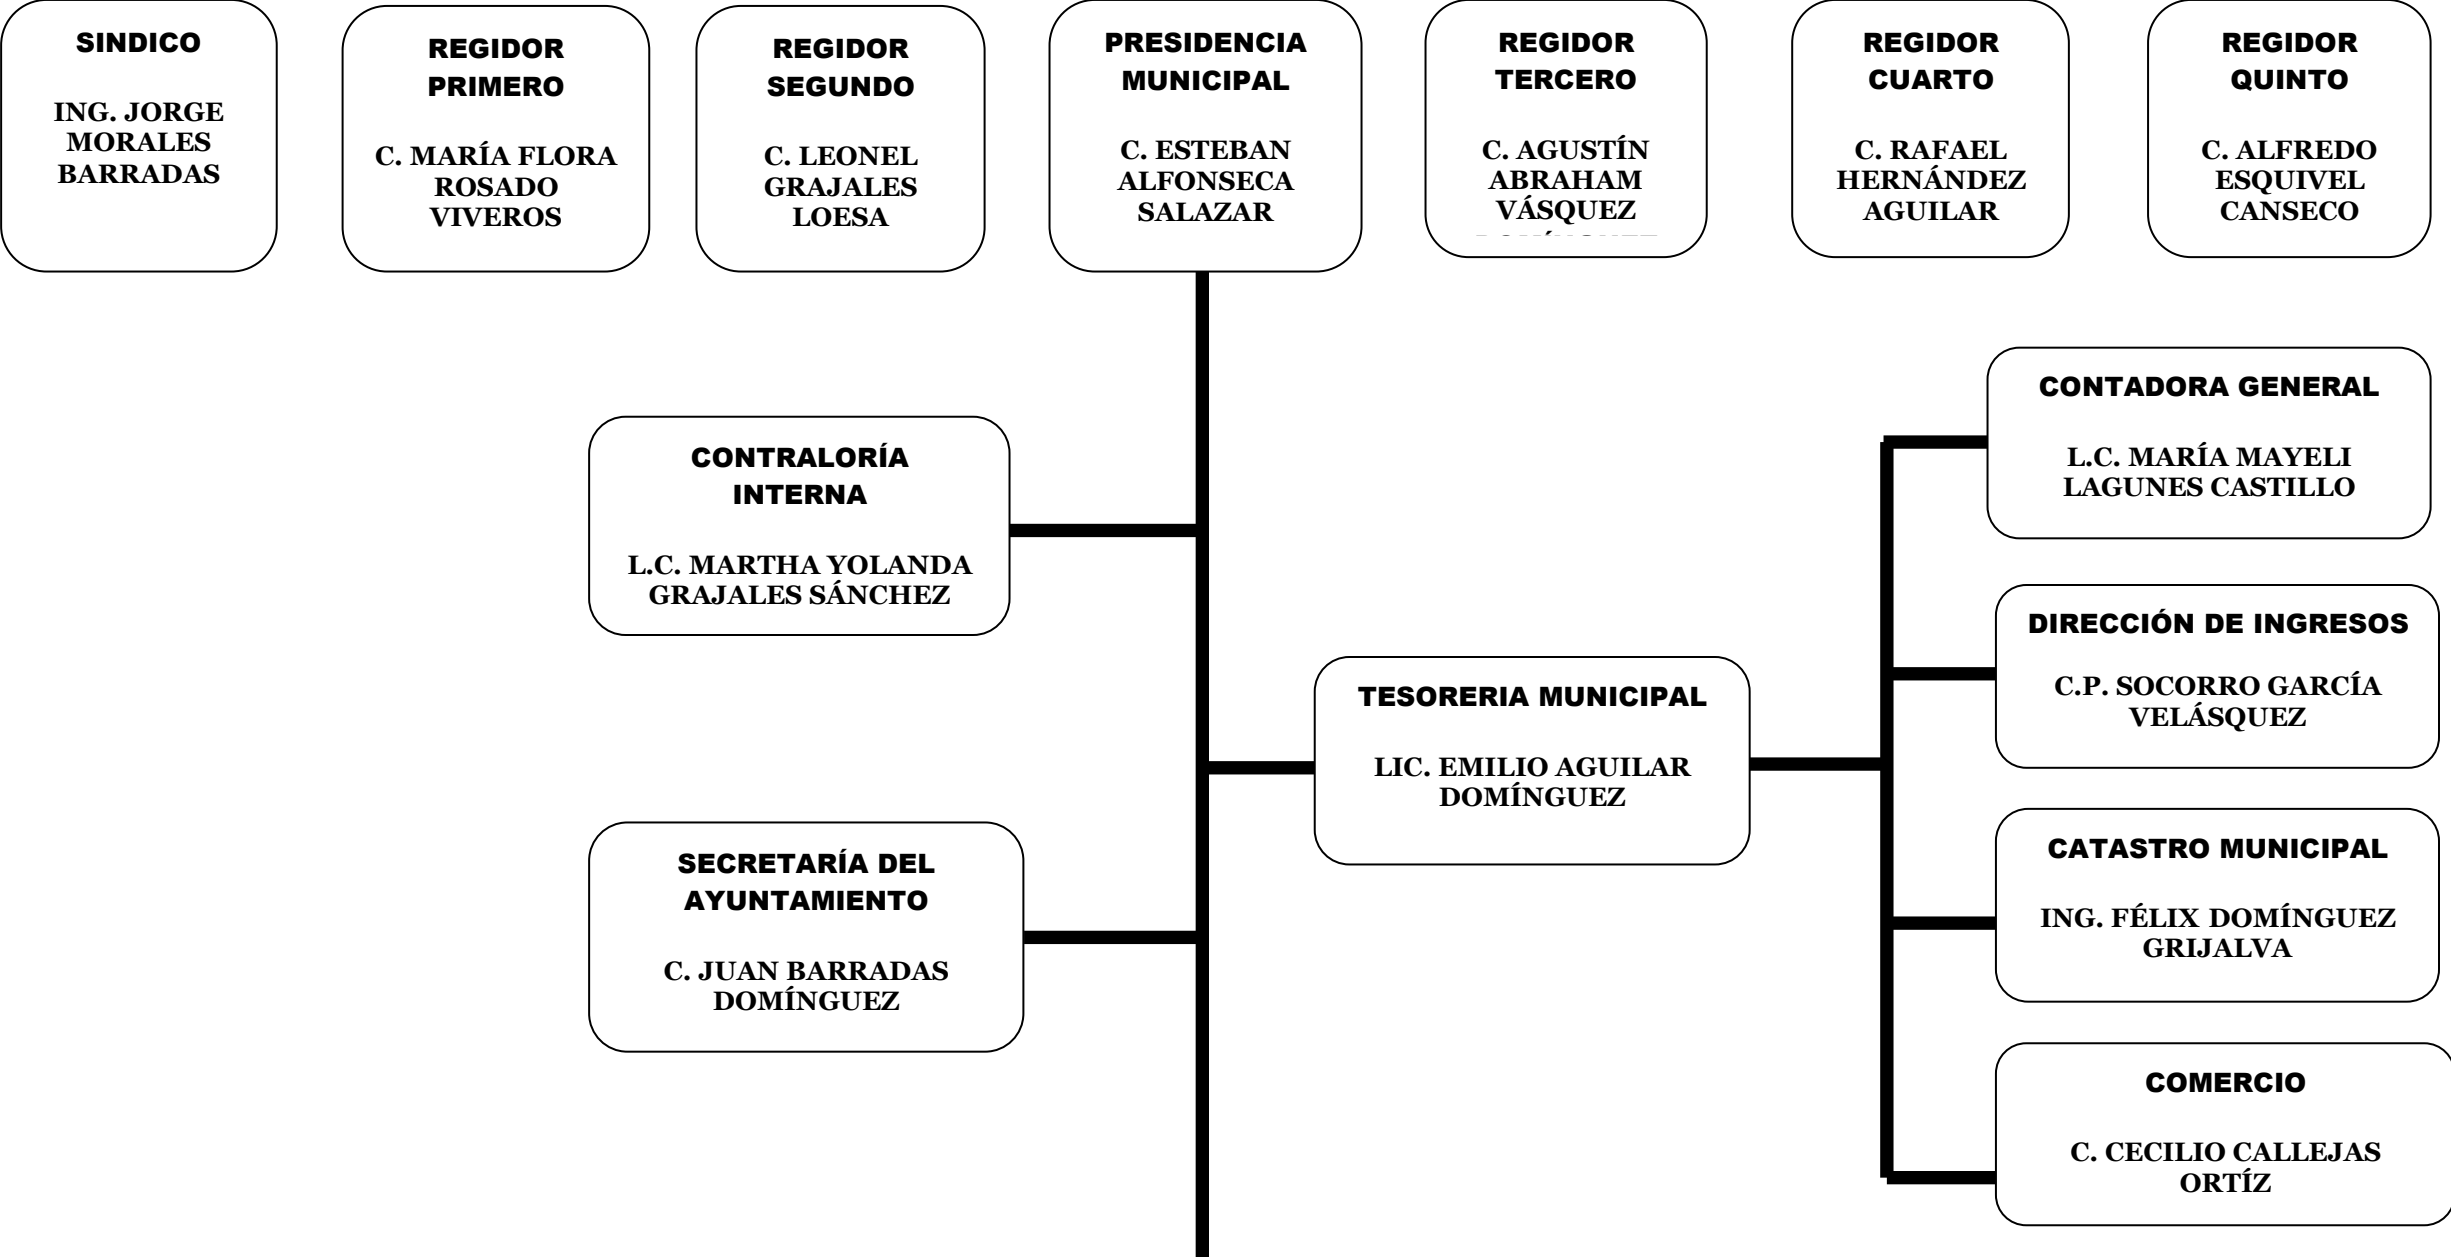 SINDICO
ING. JORGE
MORALES
BARRADAS
REGIDOR
PRIMERO
C. MARÍA FLORA
ROSADO
VIVEROS
REGIDOR
SEGUNDO
C. LEONEL
GRAJALES
LOESA
PRESIDENCIA
MUNICIPAL
C. ESTEBAN
ALFONSECA
SALAZAR
REGIDOR
TERCERO
C. AGUSTÍN
ABRAHAM
VÁSQUEZ
REGIDOR
CUARTO
C. RAFAEL
HERNÁNDEZ
AGUILAR
REGIDOR
QUINTO
C. ALFREDO
ESQUIVEL
CANSECO
CONTRALORÍA
INTERNA
L.C. MARTHA YOLANDA
GRAJALES SÁNCHEZ
TESORERIA MUNICIPAL
LIC. EMILIO AGUILAR
DOMÍNGUEZ
SECRETARÍA DEL
AYUNTAMIENTO
C. JUAN BARRADAS
DOMÍNGUEZ
CONTADORA GENERAL
L.C. MARÍA MAYELI
LAGUNES CASTILLO
DIRECCIÓN DE INGRESOS
C.P. SOCORRO GARCÍA
VELÁSQUEZ
CATASTRO MUNICIPAL
ING. FÉLIX DOMÍNGUEZ
GRIJALVA
COMERCIO
C. CECILIO CALLEJAS
ORTÍZ